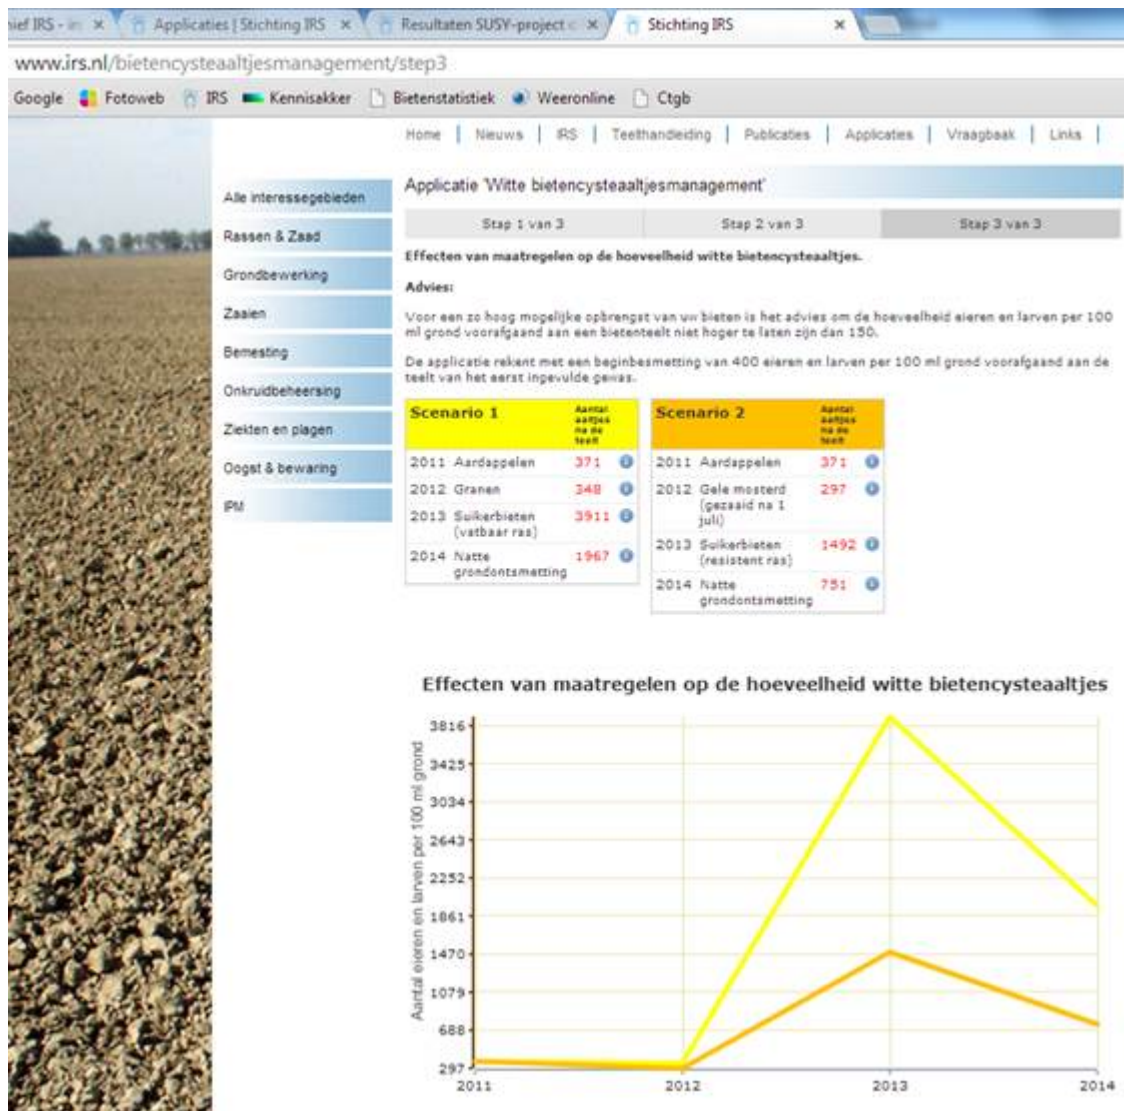 ief IRS - in
Applicaties | Stichting IRS
Resultaten SUSY-project
Stichting IRS
www.irs.nl/bietencysteaaltjesmanagement/step3
Google Fotoweb IRS Kennisakker Bietenstatistiek Weeronline Ctgb
Home | Nieuws | IRS | Teelthandleiding | Publicaties | Applicaties | Vraagbaak | Links |
Alle interessegebieden
Rassen & Zaad
Grondbewerking
Zaaien
Bemesting
Onkruidbeheersing
Ziekten en plagen
Oogst & bewaring
IPM
Applicatie 'Witte bietencysteaaltjesmanagement'
Stap 1 van 3 Stap 2 van 3 Stap 3 van 3
Effecten van maatregelen op de hoeveelheid witte bietencysteaaltjes.
Advies:
Voor een zo hoog mogelijke opbrengst van uw bieten is het advies om de hoeveelheid eieren en larven per 100
ml grond voorafgaand aan een bietenteelt niet hoger te laten zijn dan 150.
De applicatie rekent met een beginbesmetting van 400 eieren en larven per 100 ml grond voorafgaand aan de
teelt van het eerst ingevulde gewas.
Scenario 1
Aantal
aaltjes
na de
teelt
2011 Aardappelen 371
2012 Granen 348
2013 Suikerbieten 3911
(vatbaar ras)
2014 Natte 1967
grondontsmetting
Scenario 2
Aantal
aaltjes
na de
teelt
2011 Aardappelen 371
2012 Gele mosterd 297
(gezaaid na 1
juli)
2013 Suikerbieten 1492
(resistent ras)
2014 Natte 751
grondontsmetting
Effecten van maatregelen op de hoeveelheid witte bietencysteaaltjes
Aantal eieren en larven per 100 ml grond
3816
3425
3034
2643
2252
1861
1470
1079
688
297
2011 2012 2013 2014